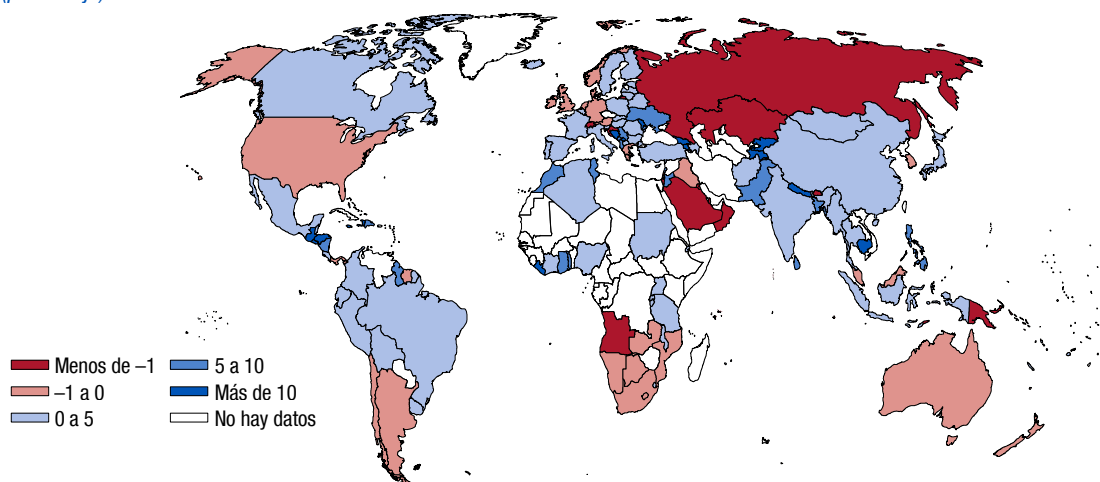 Menos de –1
–1 a 0
0 a 5
5 a 10
Más de 10
No hay datos